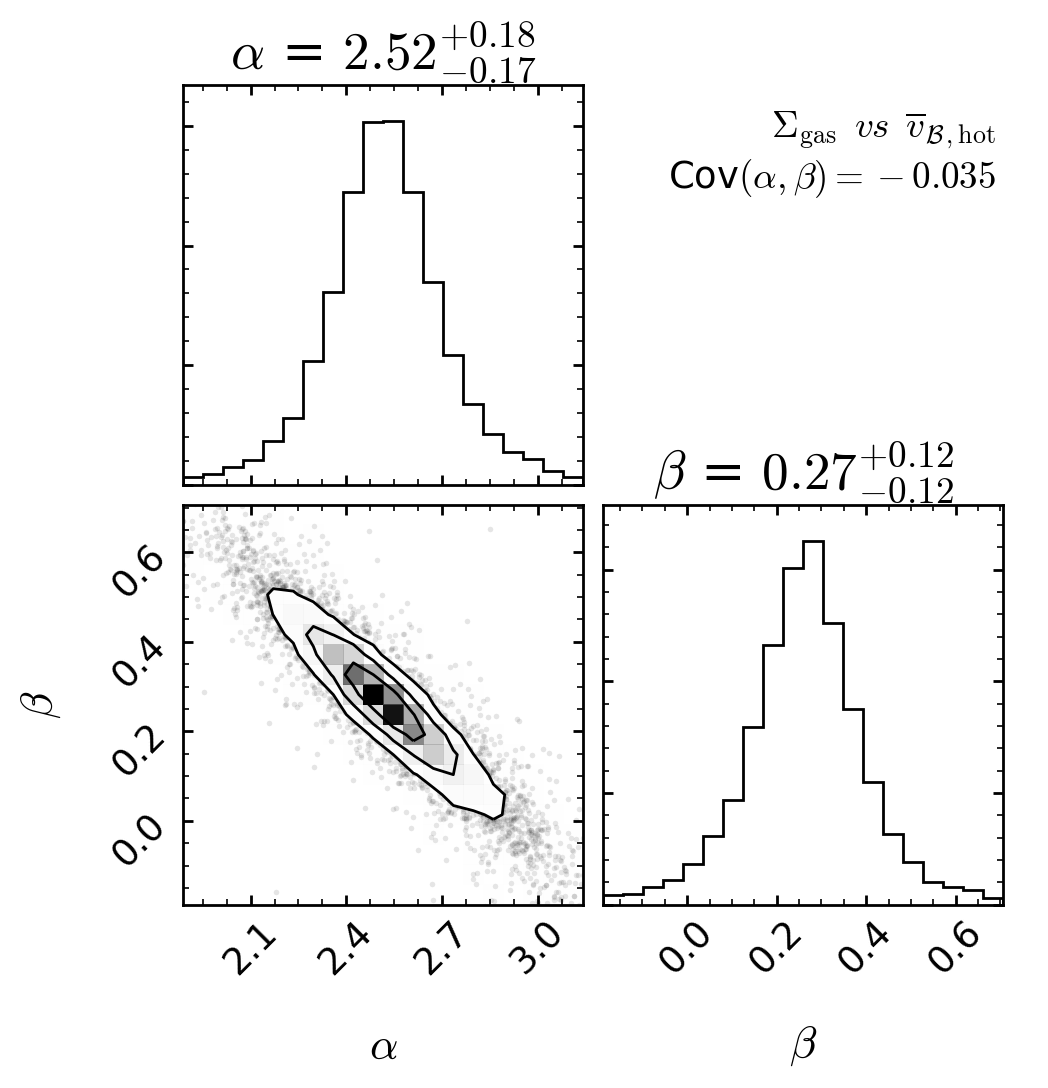 α = 2.52+0.18−0.17
Σgas vs v̅ℬ, hot
Cov(α, β) = −0.035
β = 0.27+0.12−0.12
0.6
0.4
0.2
0.0
β
2.1 2.4 2.7 3.0
0.0 0.2 0.4 0.6
α
β